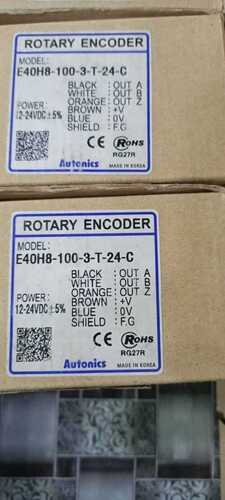 ROTARY ENCODER
MODEL:
E40H8-100-3-T-24-C
BLACK : OUT A
WHITE : OUT B
ORANGE : OUT Z
BROWN : +V
BLUE : 0V
SHIELD : F.G
POWER:
12-24VDC ±5%
CE RoHS
RG27R
Autonics
MADE IN KOREA
ROTARY ENCODER
MODEL:
E40H8-100-3-T-24-C
BLACK : OUT A
WHITE : OUT B
ORANGE : OUT Z
BROWN : +V
BLUE : 0V
SHIELD : F.G
POWER:
12-24VDC ±5%
CE RoHS
RG27R
Autonics
MADE IN KOREA